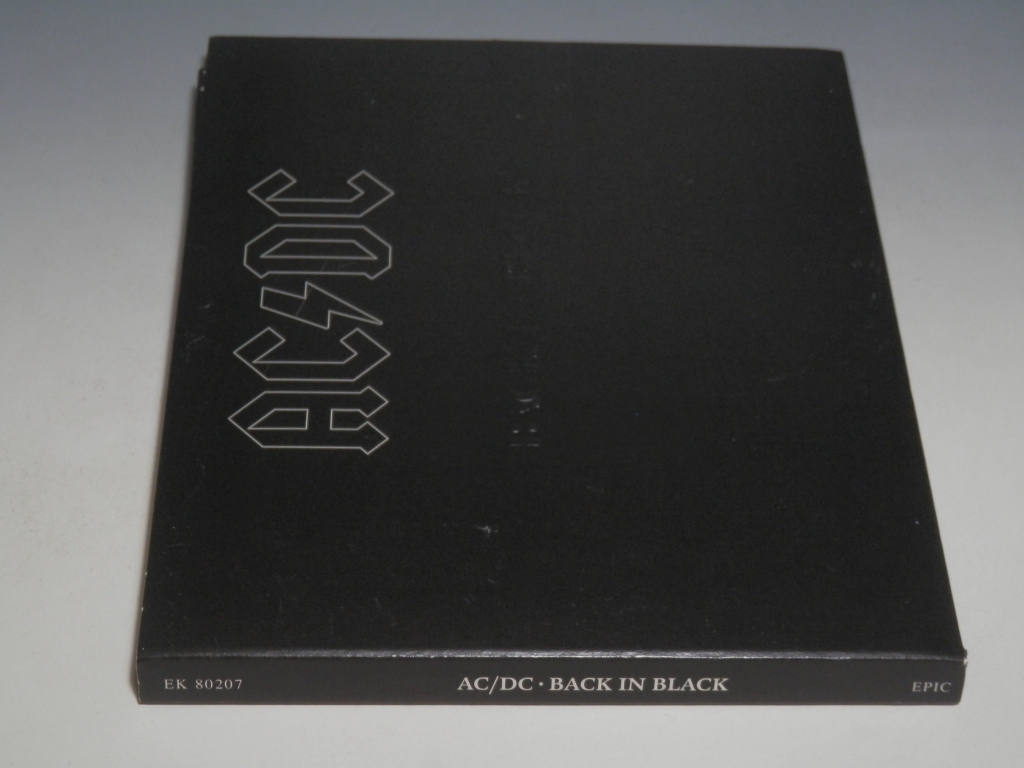 AC/DC
EK 80207 AC/DC · BACK IN BLACK EPIC